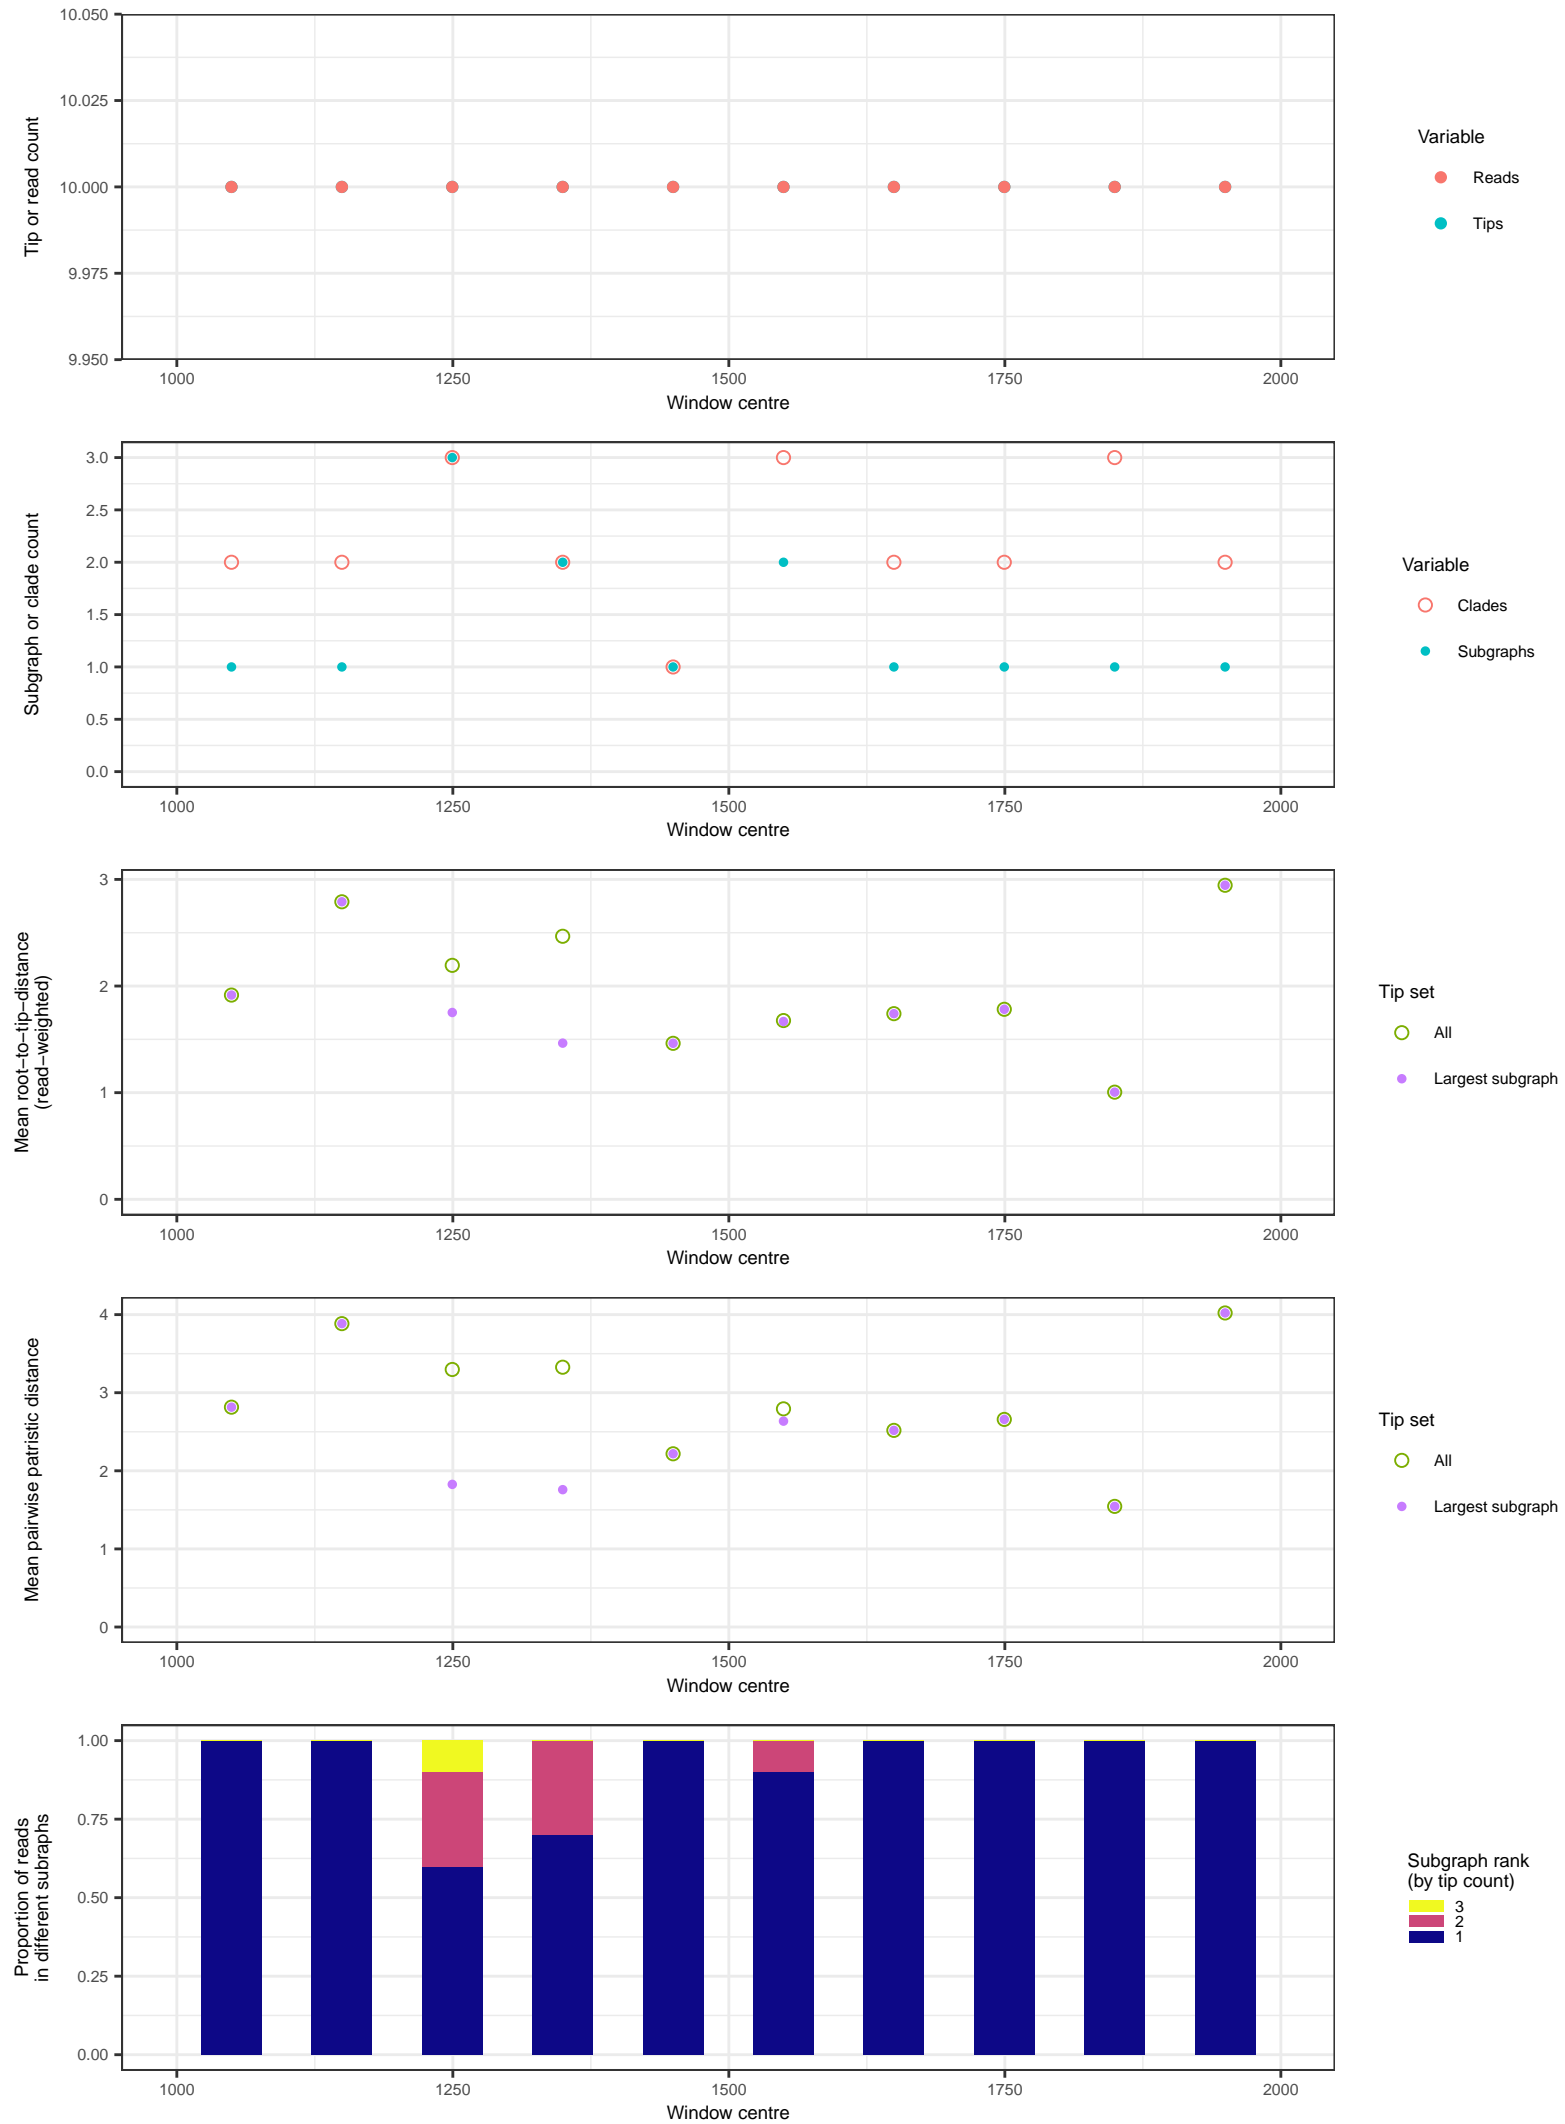 10.050
10.025
10.000
9.975
9.950
Tip or read count
1000 1250 1500 1750 2000
Window centre
Variable
Reads
Tips
3.0
2.5
2.0
1.5
1.0
0.5
0.0
Subgraph or clade count
1000 1250 1500 1750 2000
Window centre
Variable
Clades
Subgraphs
3
2
1
0
Mean root−to−tip−distance
(read−weighted)
1000 1250 1500 1750 2000
Window centre
Tip set
All
Largest subgraph
4
3
2
1
0
Mean pairwise patristic distance
1000 1250 1500 1750 2000
Window centre
Tip set
All
Largest subgraph
1.00
0.75
0.50
0.25
0.00
Proportion of reads
in different subraphs
1000 1250 1500 1750 2000
Window centre
Subgraph rank
(by tip count)
3
2
1